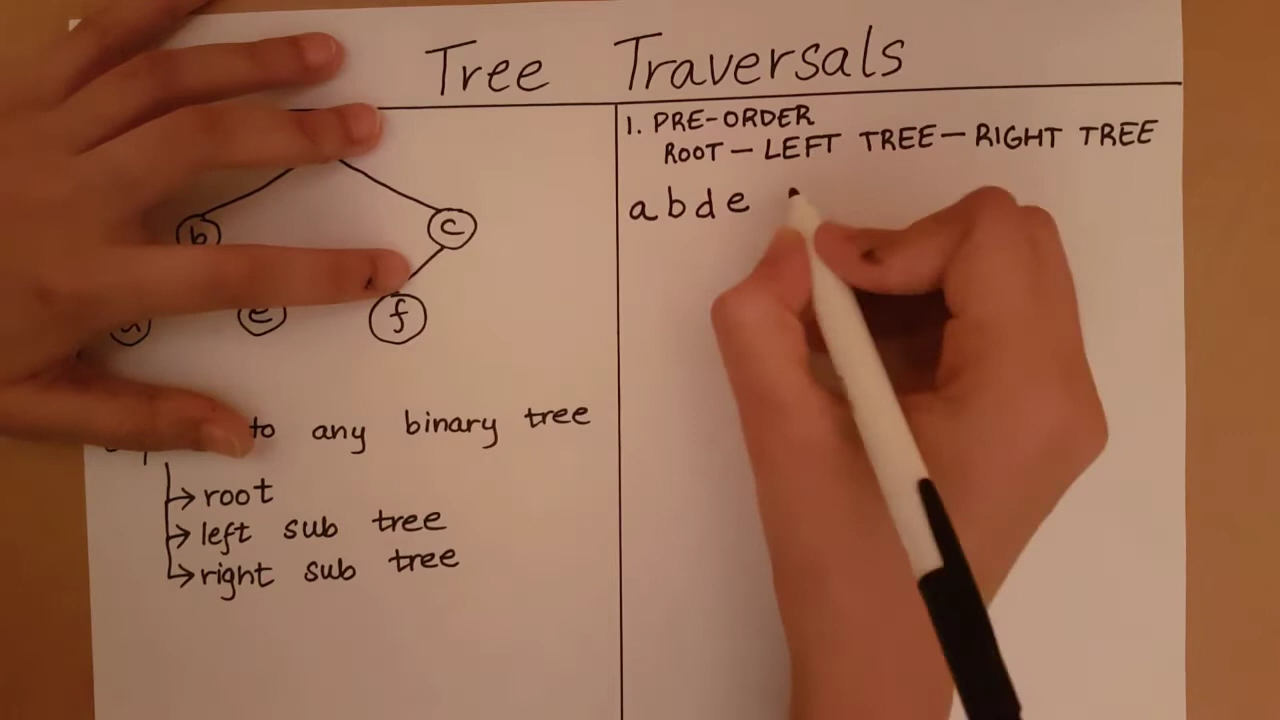 Tree Traversals
b
c
e
f
to any binary tree
→ root
→ left sub tree
→ right sub tree
1. PRE-ORDER
ROOT – LEFT TREE – RIGHT TREE
a b d e